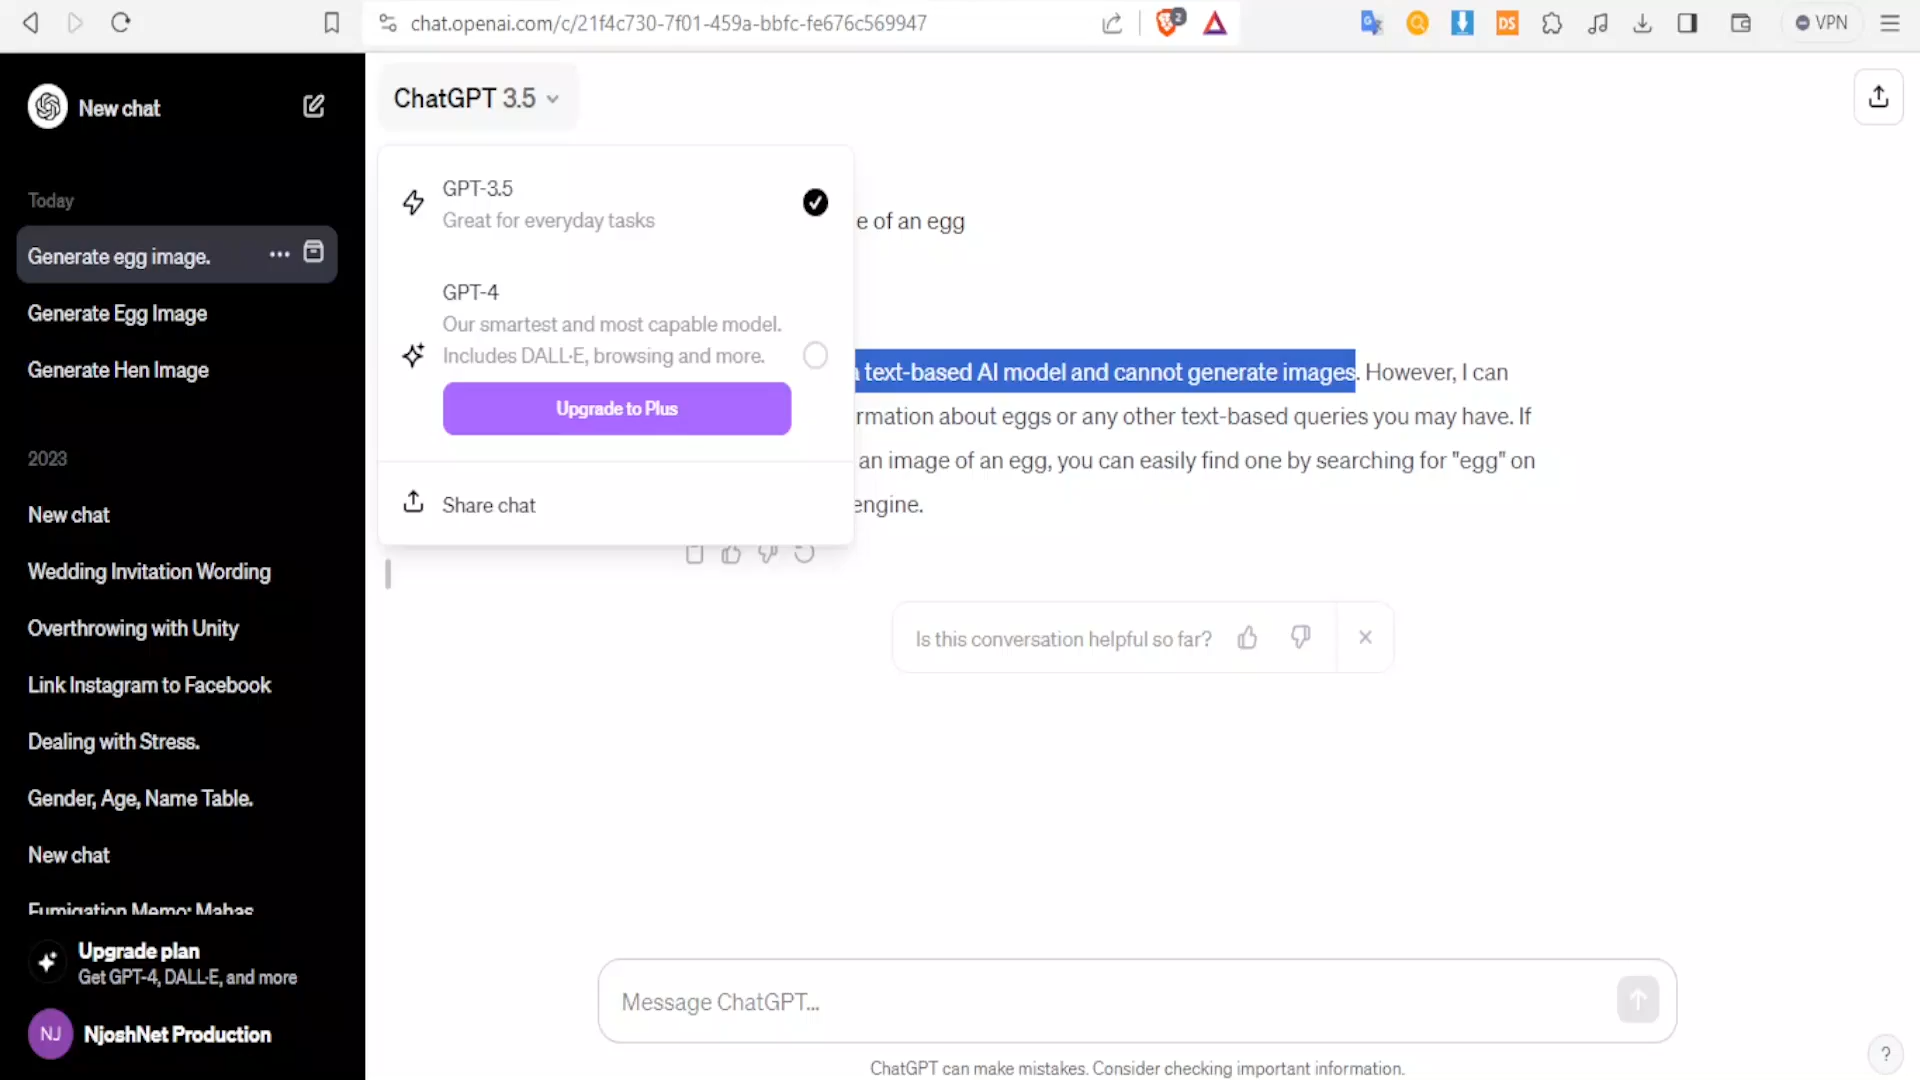 chat.openai.com/c/21f4c730-7f01-459a-bbfc-fe676c569947
2
DS
VPN
New chat
Today
Generate egg image.
Generate Egg Image
Generate Hen Image
2023
New chat
Wedding Invitation Wording
Overthrowing with Unity
Link Instagram to Facebook
Dealing with Stress.
Gender, Age, Name Table.
New chat
Fumigation Memo: Mabas
Upgrade plan
Get GPT-4, DALL·E, and more
NJ
NjoshNet Production
ChatGPT 3.5
GPT-3.5
Great for everyday tasks
GPT-4
Our smartest and most capable model.
Includes DALL·E, browsing and more.
Upgrade to Plus
Share chat
e of an egg
text-based AI model and cannot generate images. However, I can
rmation about eggs or any other text-based queries you may have. If
an image of an egg, you can easily find one by searching for "egg" on
engine.
Is this conversation helpful so far?
Message ChatGPT...
ChatGPT can make mistakes. Consider checking important information.
?